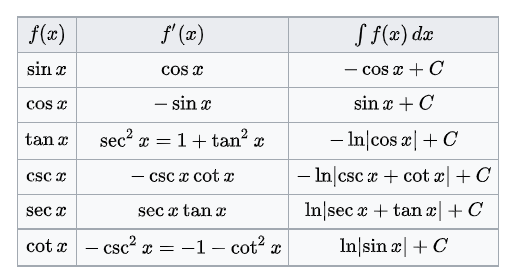 f(x) f′(x) ∫ f(x) dx
sin x cos x − cos x + C
cos x − sin x sin x + C
tan x sec² x = 1 + tan² x − ln|cos x| + C
csc x − csc x cot x − ln|csc x + cot x| + C
sec x sec x tan x ln|sec x + tan x| + C
cot x − csc² x = −1 − cot² x ln|sin x| + C